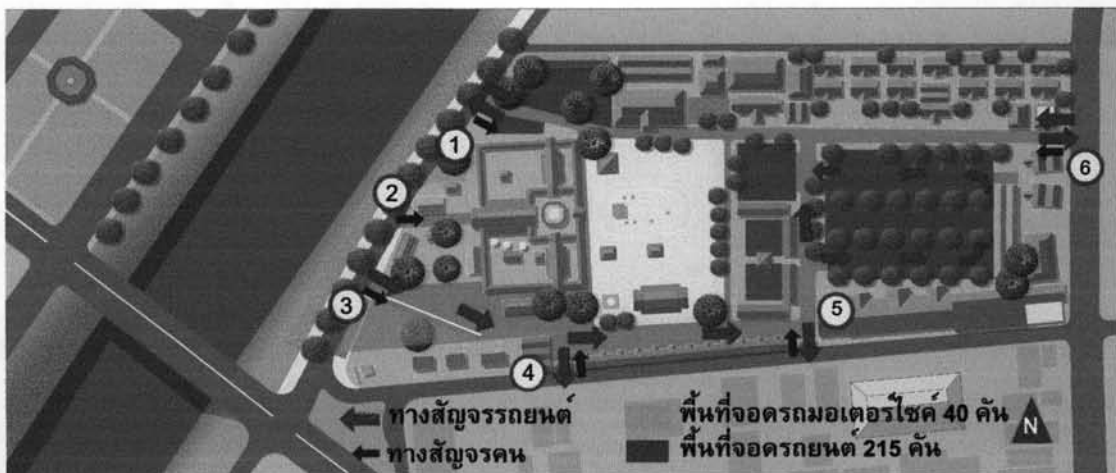 1
2
3
4
5
6
ทางสัญจรรถยนต์
ทางสัญจรคน
พื้นที่จอดรถมอเตอร์ไซค์ 40 คัน
พื้นที่จอดรถยนต์ 215 คัน
N